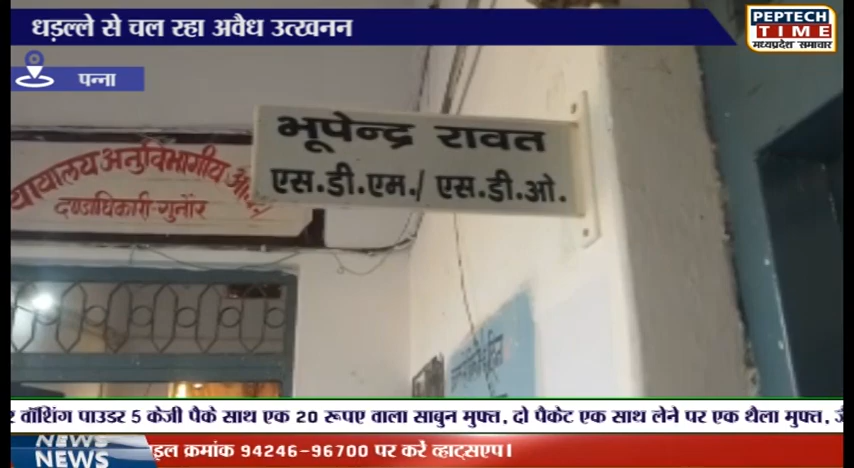 धड़ल्ले से चल रहा अवैध उत्खनन
PEPTECH
TIME
मध्यप्रदेश समाचार
पन्ना
भूपेन्द्र रावत
एस.डी.एम./ एस.डी.ओ.
यायालय अनुविभागीय
दण्डाधिकारी-गुनौर
वॉशिंग पाउडर 5 केजी पैके साथ एक 20 रूपए वाला साबुन मुफ्त, दो पैकेट एक साथ लेने पर एक थैला मुफ्त,
NEWS
NEWS
इल क्रमांक 94246-96700 पर करें व्हाट्सएप।